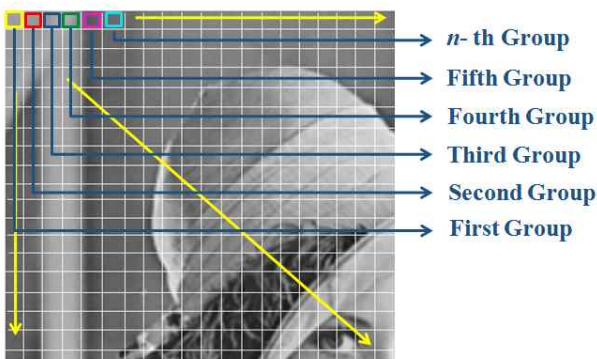 n- th Group
Fifth Group
Fourth Group
Third Group
Second Group
First Group